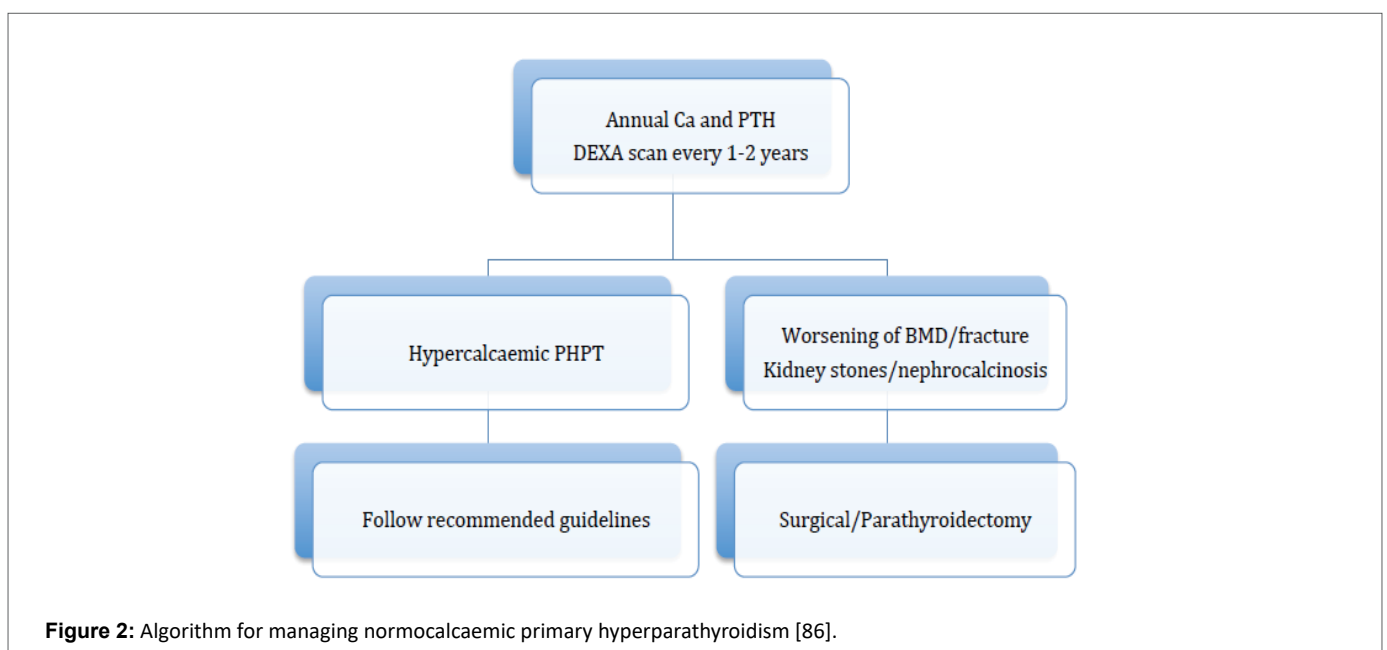 Annual Ca and PTH
DEXA scan every 1-2 years
Hypercalcaemic PHPT
Worsening of BMD/fracture
Kidney stones/nephrocalcinosis
Follow recommended guidelines
Surgical/Parathyroidectomy
Figure 2: Algorithm for managing normocalcaemic primary hyperparathyroidism [86].